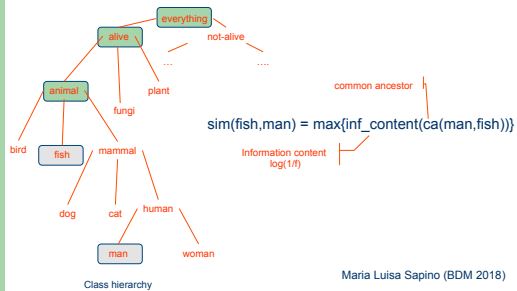 everything
alive
not-alive
...
....
common ancestor
animal
plant
fungi
sim(fish,man) = max{inf_content(ca(man,fish))}
bird
fish
mammal
Information content
log(1/f)
dog
cat
human
man
woman
Class hierarchy
Maria Luisa Sapino (BDM 2018)